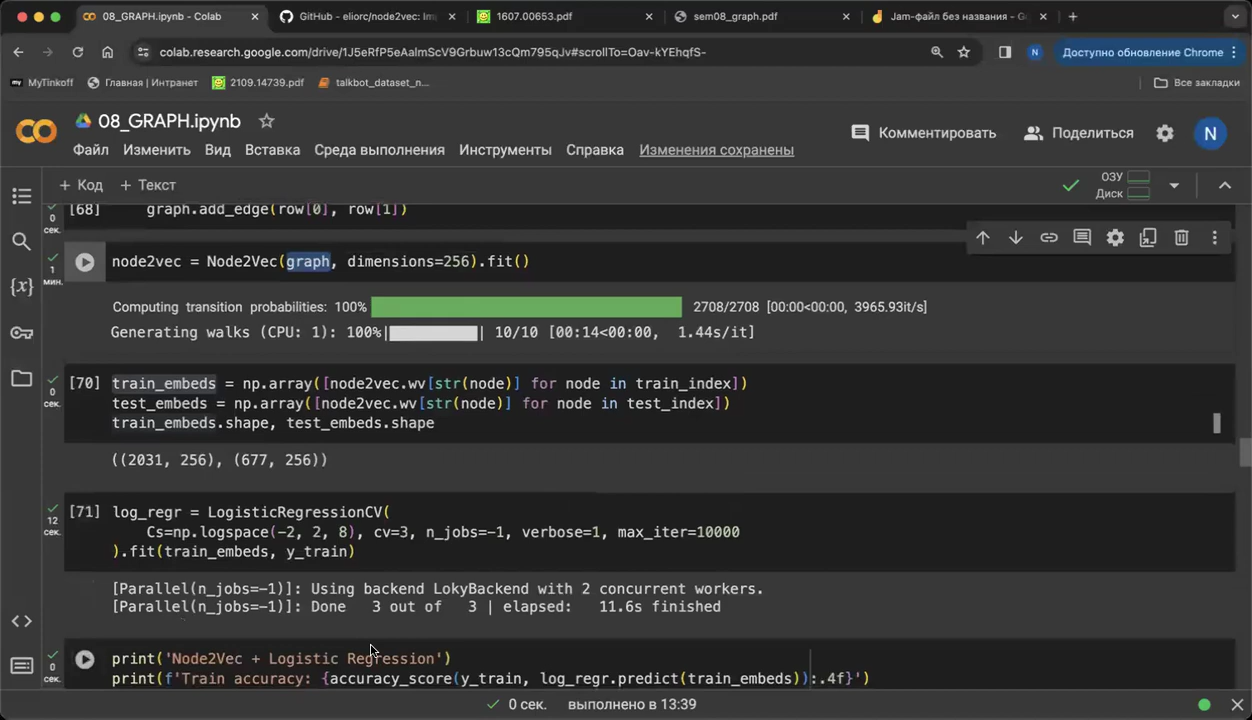 08_GRAPH.ipynb - Colab
GitHub - eliorc/node2vec: Im
1607.00653.pdf
sem08_graph.pdf
Jam-файл без названия - G
colab.research.google.com/drive/1J5eRfP5eAalmScV9Grbuw13cQm795qJv#scrollTo=Oav-kYEhqfS-
N
Доступно обновление Chrome
my MyTinkoff
Главная | Интранет
2109.14739.pdf
talkbot_dataset_n...
Все закладки
08_GRAPH.ipynb
Комментировать
Поделиться
N
Файл Изменить Вид Вставка Среда выполнения Инструменты Справка Изменения сохранены
+ Код + Текст
ОЗУ
Диск
[68] graph.add_edge(row[0], row[1])
0
сек.
node2vec = Node2Vec(graph, dimensions=256).fit()
1
мин.
Computing transition probabilities: 100% 2708/2708 [00:00<00:00, 3965.93it/s]
Generating walks (CPU: 1): 100%| | 10/10 [00:14<00:00, 1.44s/it]
[70] train_embeds = np.array([node2vec.wv[str(node)] for node in train_index])
0
сек.
test_embeds = np.array([node2vec.wv[str(node)] for node in test_index])
train_embeds.shape, test_embeds.shape
((2031, 256), (677, 256))
[71] log_regr = LogisticRegressionCV(
12
сек.
Cs=np.logspace(-2, 2, 8), cv=3, n_jobs=-1, verbose=1, max_iter=10000
).fit(train_embeds, y_train)
[Parallel(n_jobs=-1)]: Using backend LokyBackend with 2 concurrent workers.
[Parallel(n_jobs=-1)]: Done 3 out of 3 | elapsed: 11.6s finished
print('Node2Vec + Logistic Regression')
0
сек.
print(f'Train accuracy: {accuracy_score(y_train, log_regr.predict(train_embeds)):.4f}')
0 сек. выполнено в 13:39